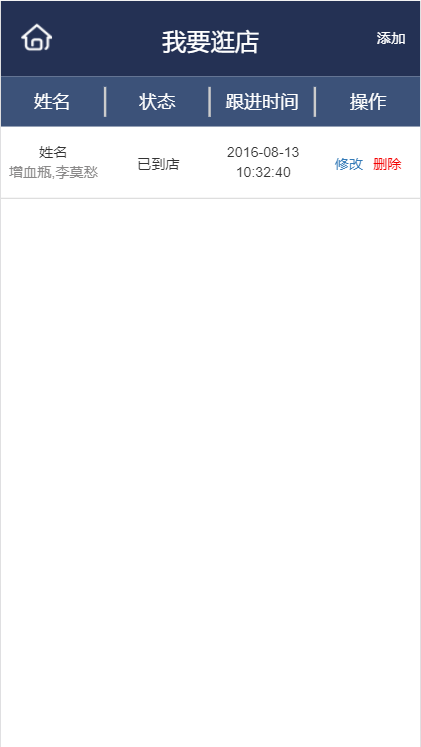 我要逛店
添加
姓名 状态 跟进时间 操作
姓名
增血瓶,李莫愁
已到店
2016-08-13
10:32:40
修改 删除